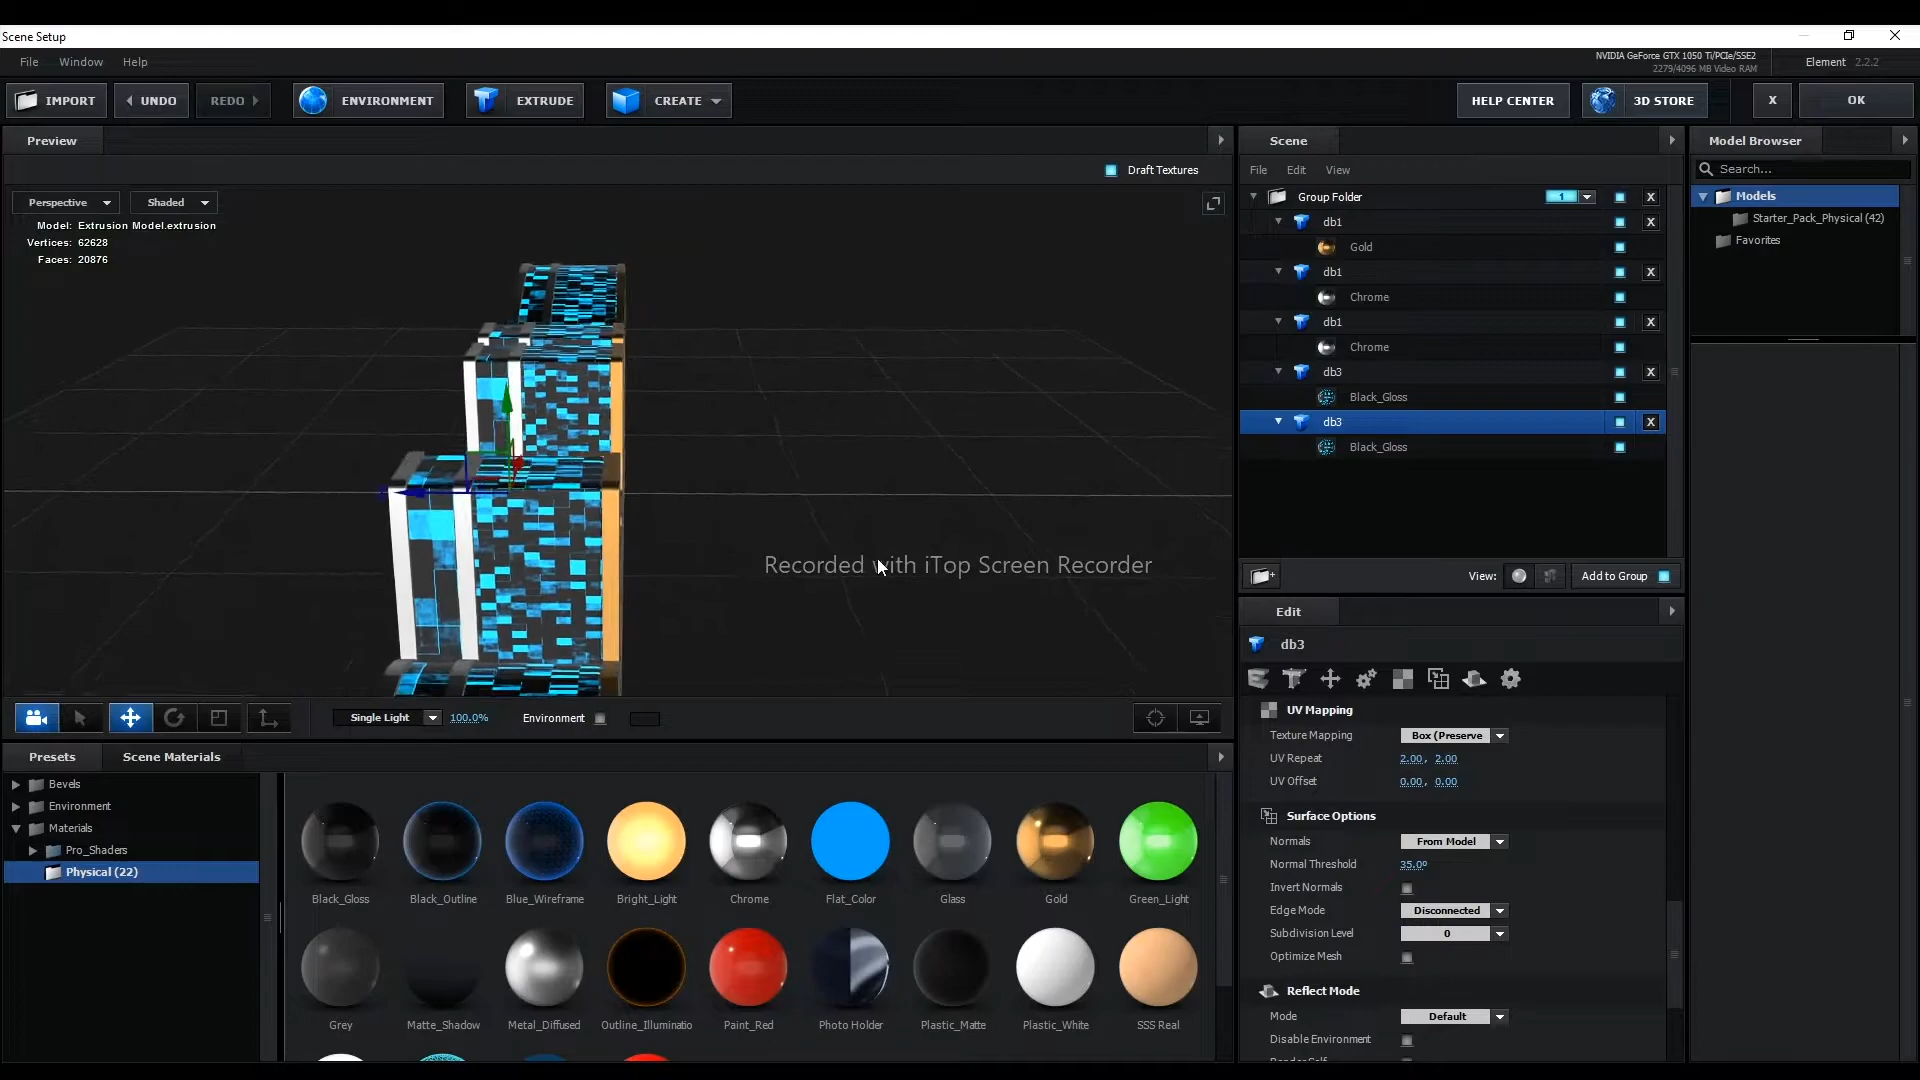 Scene Setup
File Window Help
NVIDIA GeForce GTX 1050 Ti/PCIe/SSE2
2279/4096 MB Video RAM
Element 2.2.2
IMPORT UNDO REDO ENVIRONMENT EXTRUDE CREATE HELP CENTER 3D STORE X OK
Preview
Draft Textures
Perspective Shaded
Model: Extrusion Model.extrusion
Vertices: 62628
Faces: 20876
Recorded with iTop Screen Recorder
Single Light 100.0% Environment
Scene
File Edit View
Group Folder 1 X
db1 X
Gold
db1 X
Chrome
db1 X
Chrome
db3 X
Black_Gloss
db3 X
Black_Gloss
View: Add to Group
Model Browser
Search...
Models
Starter_Pack_Physical (42)
Favorites
Edit
db3
UV Mapping
Texture Mapping Box (Preserve
UV Repeat 2.00, 2.00
UV Offset 0.00, 0.00
Surface Options
Normals From Model
Normal Threshold 35.0º
Invert Normals
Edge Mode Disconnected
Subdivision Level 0
Optimize Mesh
Reflect Mode
Mode Default
Disable Environment
Presets Scene Materials
Bevels
Environment
Materials
Pro_Shaders
Physical (22)
Black_Gloss Black_Outline Blue_Wireframe Bright_Light Chrome Flat_Color Glass Gold Green_Light
Grey Matte_Shadow Metal_Diffused Outline_Illuminatio Paint_Red Photo Holder Plastic_Matte Plastic_White SSS Real